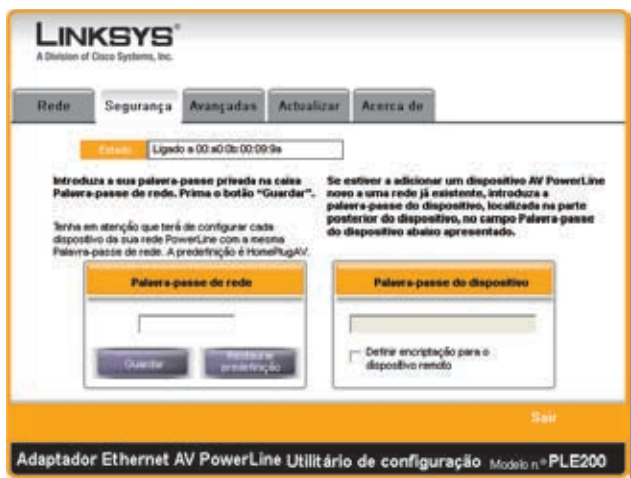 LINKSYS®
A Division of Cisco Systems, Inc.
Rede Segurança Avançadas Actualizar Acerca de
Estado Ligado a 00:a0:0b:00:09:9a
Introduza a sua palavra-passe privada na caixa
Palavra-passe de rede. Prima o botão "Guardar".
Tenha em atenção que terá de configurar cada
dispositivo da sua rede PowerLine com a mesma
Palavra-passe de rede. A predefinição é HomePlugAV.
Se estiver a adicionar um dispositivo AV PowerLine
novo a uma rede já existente, introduza a
palavra-passe do dispositivo, localizada na parte
posterior do dispositivo, no campo Palavra-passe
do dispositivo abaixo apresentado.
Palavra-passe de rede
Guardar
Restaurar
predefinição
Palavra-passe do dispositivo
Definir encriptação para o
dispositivo remoto
Sair
Adaptador Ethernet AV PowerLine Utilitário de configuração Modelo n.º PLE200